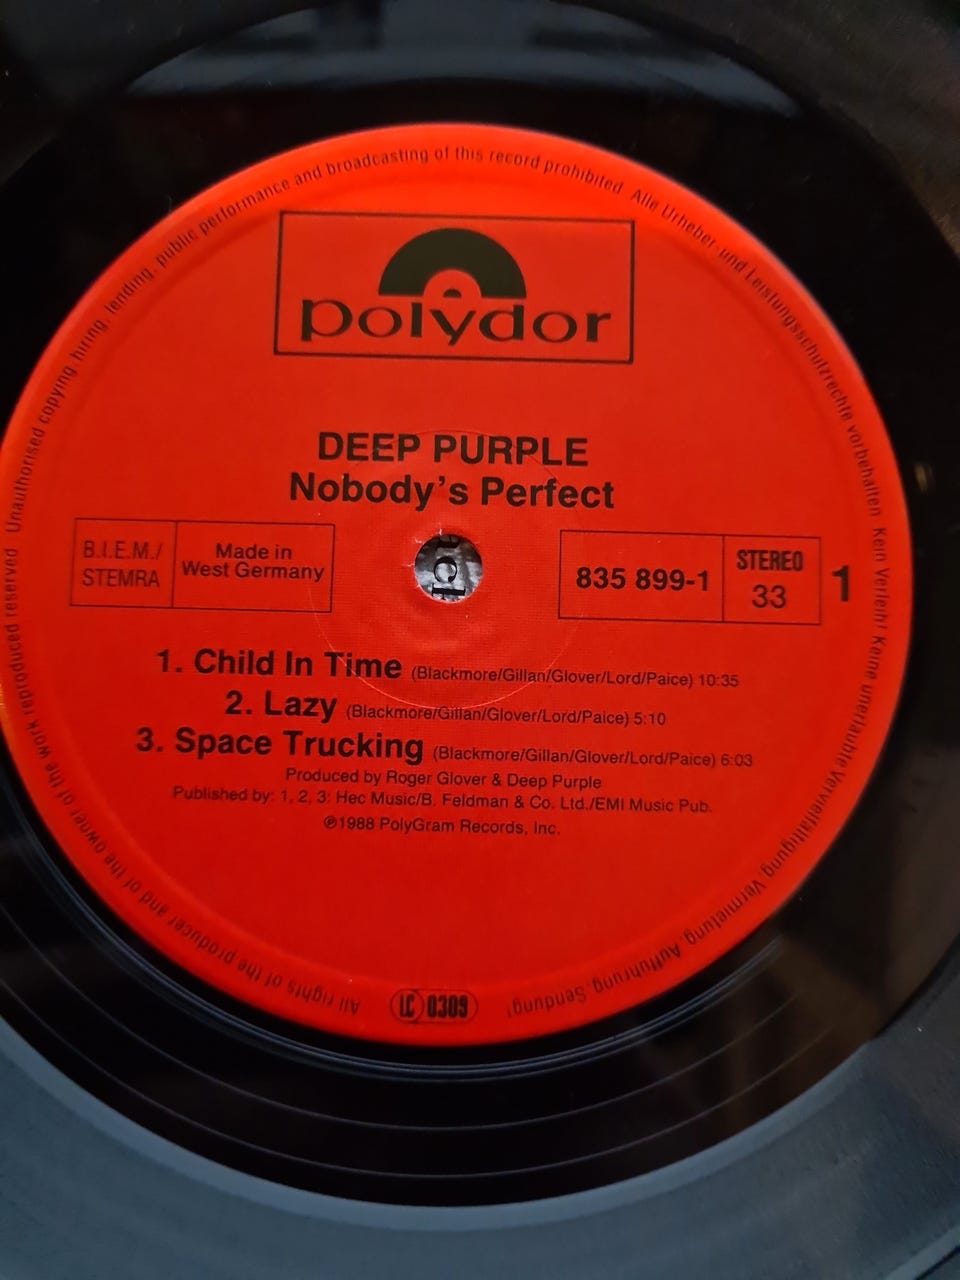 Unauthorised copying, hiring, lending, public performance and broadcasting of this record prohibited. Alle Urheber- und Leistungsschutzrechte vorbehalten. Kein Verleih! Keine unerlaubte Vervielfältigung, Vermietung, Aufführung, Sendung! All rights of the producer and of the owner of the work reproduced reserved
polydor
DEEP PURPLE
Nobody's Perfect
B.I.E.M./
STEMRA
Made in
West Germany
835 899-1
STEREO
33
1
1. Child In Time (Blackmore/Gillan/Glover/Lord/Paice) 10:35
2. Lazy (Blackmore/Gillan/Glover/Lord/Paice) 5:10
3. Space Trucking (Blackmore/Gillan/Glover/Lord/Paice) 6:03
Produced by Roger Glover & Deep Purple
Published by: 1, 2, 3: Hec Music/B. Feldman & Co. Ltd./EMI Music Pub.
℗1988 PolyGram Records, Inc.
LC 0309